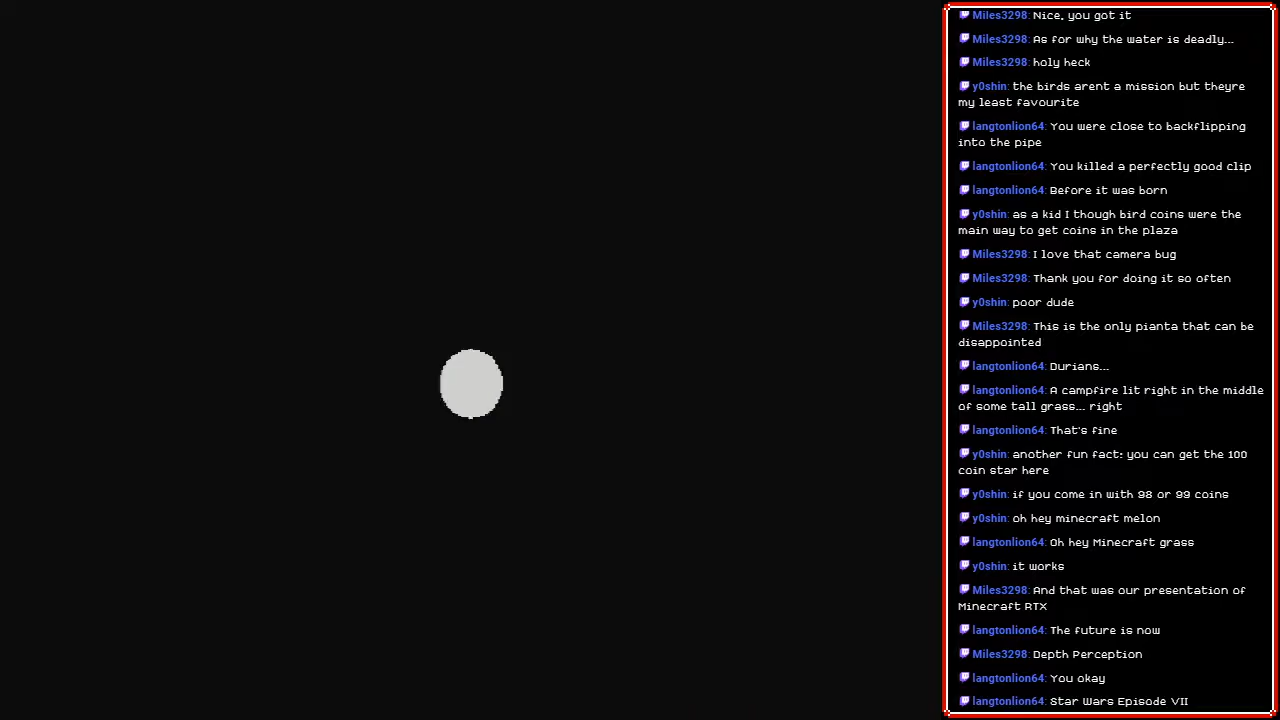 Miles3298: Nice, you got it
Miles3298: As for why the water is deadly...
Miles3298: holy heck
y0shin: the birds arent a mission but theyre
my least favourite
langtonlion64: You were close to backflipping
into the pipe
langtonlion64: You killed a perfectly good clip
langtonlion64: Before it was born
y0shin: as a kid I though bird coins were the
main way to get coins in the plaza
Miles3298: I love that camera bug
Miles3298: Thank you for doing it so often
y0shin: poor dude
Miles3298: This is the only pianta that can be
disappointed
langtonlion64: Durians...
langtonlion64: A campfire lit right in the middle
of some tall grass... right
langtonlion64: That's fine
y0shin: another fun fact: you can get the 100
coin star here
y0shin: if you come in with 98 or 99 coins
y0shin: oh hey minecraft melon
langtonlion64: Oh hey Minecraft grass
y0shin: it works
Miles3298: And that was our presentation of
Minecraft RTX
langtonlion64: The future is now
Miles3298: Depth Perception
langtonlion64: You okay
langtonlion64: Star Wars Episode VII